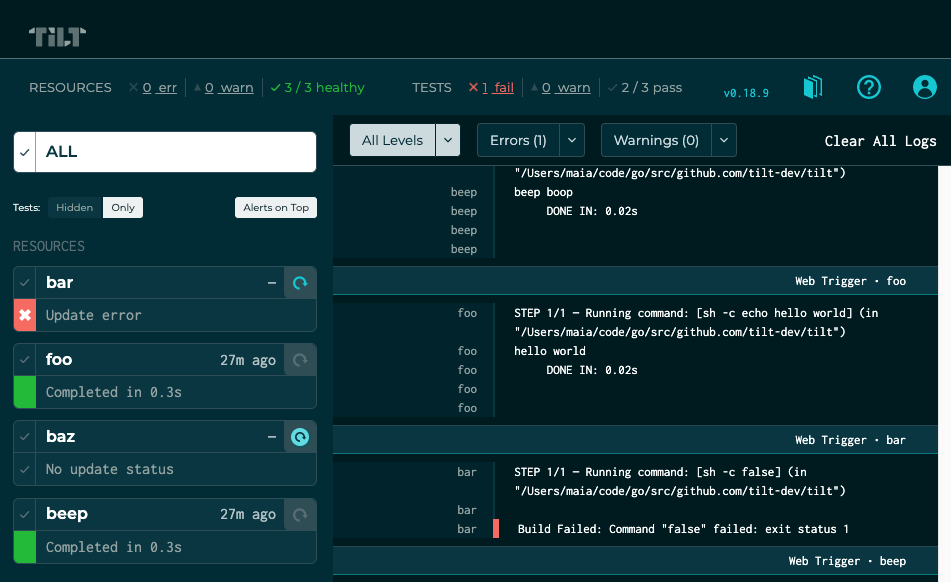 TILT
RESOURCES 0 err 0 warn 3 / 3 healthy TESTS 1 fail 0 warn 2 / 3 pass v0.18.9
ALL
All Levels Errors (1) Warnings (0) Clear All Logs
Tests: Hidden Only Alerts on Top
RESOURCES
bar –
Update error
foo 27m ago
Completed in 0.3s
baz –
No update status
beep 27m ago
Completed in 0.3s
"/Users/maia/code/go/src/github.com/tilt-dev/tilt")
beep beep boop
beep DONE IN: 0.02s
beep
beep
Web Trigger · foo
foo STEP 1/1 — Running command: [sh -c echo hello world] (in
"/Users/maia/code/go/src/github.com/tilt-dev/tilt")
foo hello world
foo DONE IN: 0.02s
foo
foo
Web Trigger · bar
bar STEP 1/1 — Running command: [sh -c false] (in
"/Users/maia/code/go/src/github.com/tilt-dev/tilt")
bar
bar Build Failed: Command "false" failed: exit status 1
Web Trigger · beep